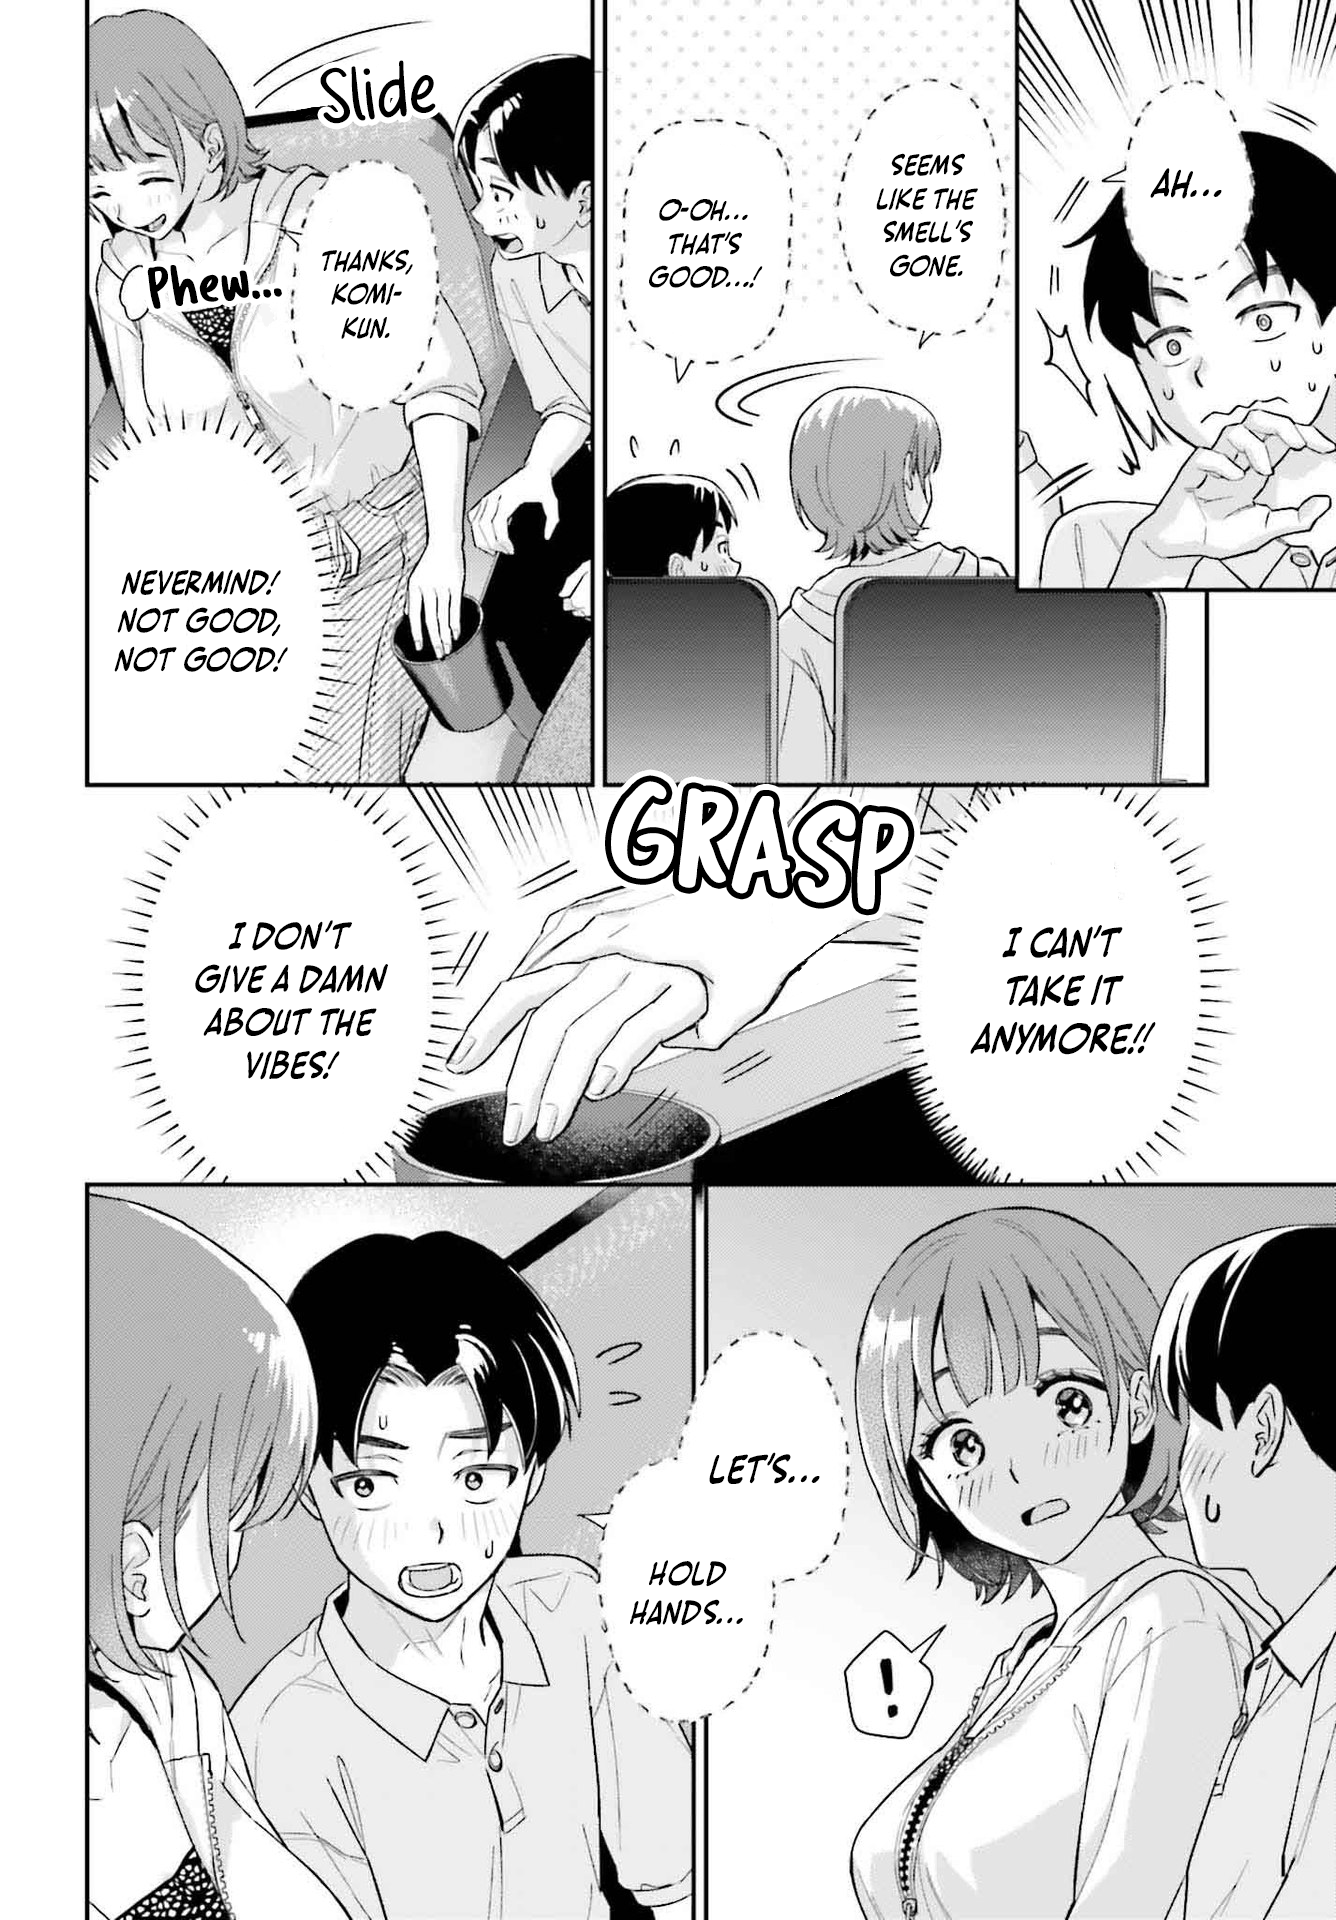 AH...
SEEMS
LIKE THE
SMELL'S
GONE.
O-OH...
THAT'S
GOOD...!
Slide
THANKS,
KOMI-
KUN.
Phew...
NEVERMIND!
NOT GOOD,
NOT GOOD!
GRASP
I CAN'T
TAKE IT
ANYMORE!!
I DON'T
GIVE A DAMN
ABOUT THE
VIBES!
!
LET'S...
HOLD
HANDS...